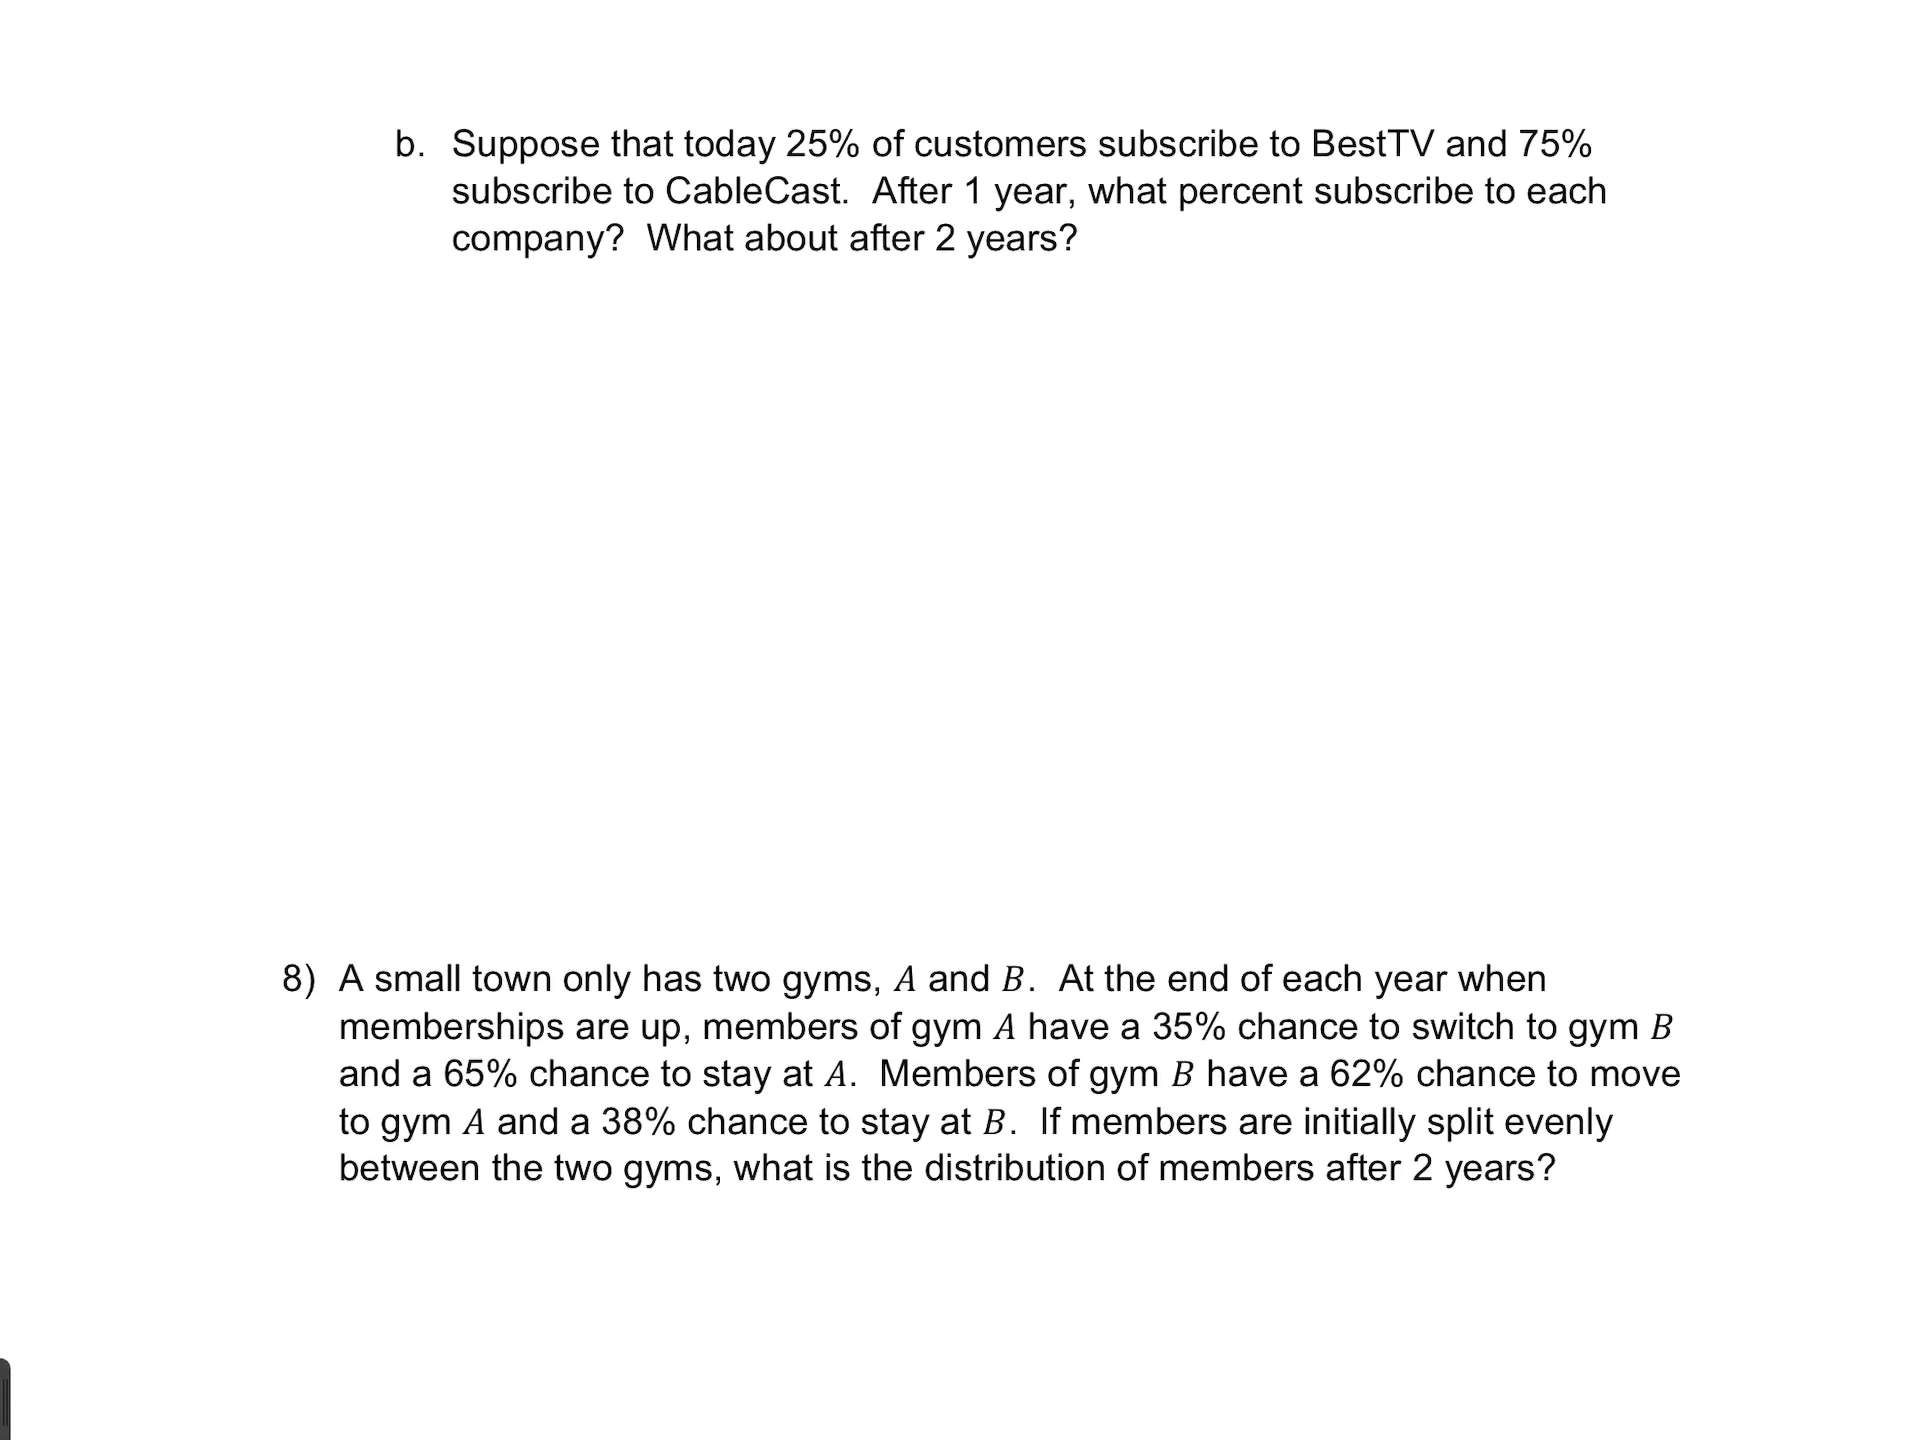 b. Suppose that today 25% of customers subscribe to BestTV and 75%
subscribe to CableCast. After 1 year, what percent subscribe to each
company? What about after 2 years?
8) A small town only has two gyms, A and B. At the end of each year when
memberships are up, members of gym A have a 35% chance to switch to gym B
and a 65% chance to stay at A. Members of gym B have a 62% chance to move
to gym A and a 38% chance to stay at B. If members are initially split evenly
between the two gyms, what is the distribution of members after 2 years?